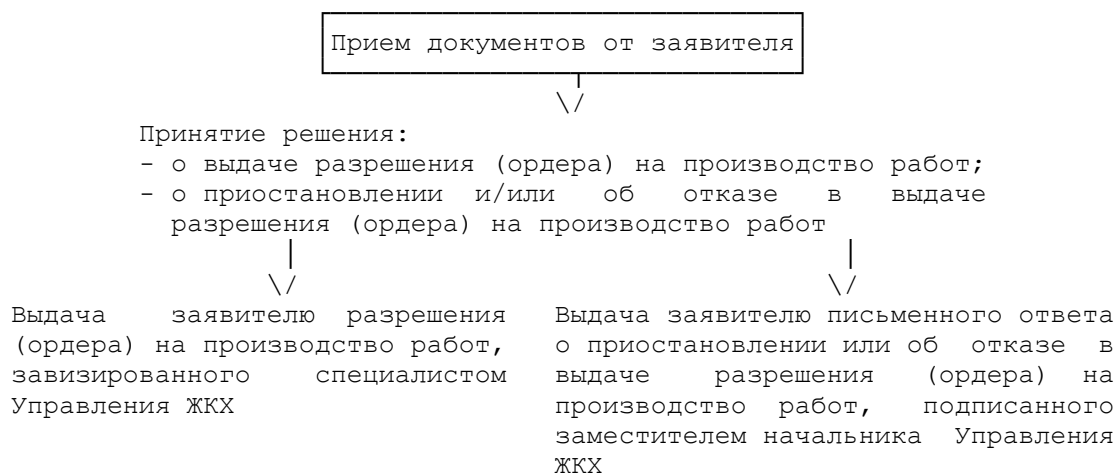 Прием документов от заявителя
\/
Принятие решения:
- о выдаче разрешения (ордера) на производство работ;
- о приостановлении и/или об отказе в выдаче
разрешения (ордера) на производство работ
\/ \/
Выдача заявителю разрешения
(ордера) на производство работ,
завизированного специалистом
Управления ЖКХ
Выдача заявителю письменного ответа
о приостановлении или об отказе в
выдаче разрешения (ордера) на
производство работ, подписанного
заместителем начальника Управления
ЖКХ